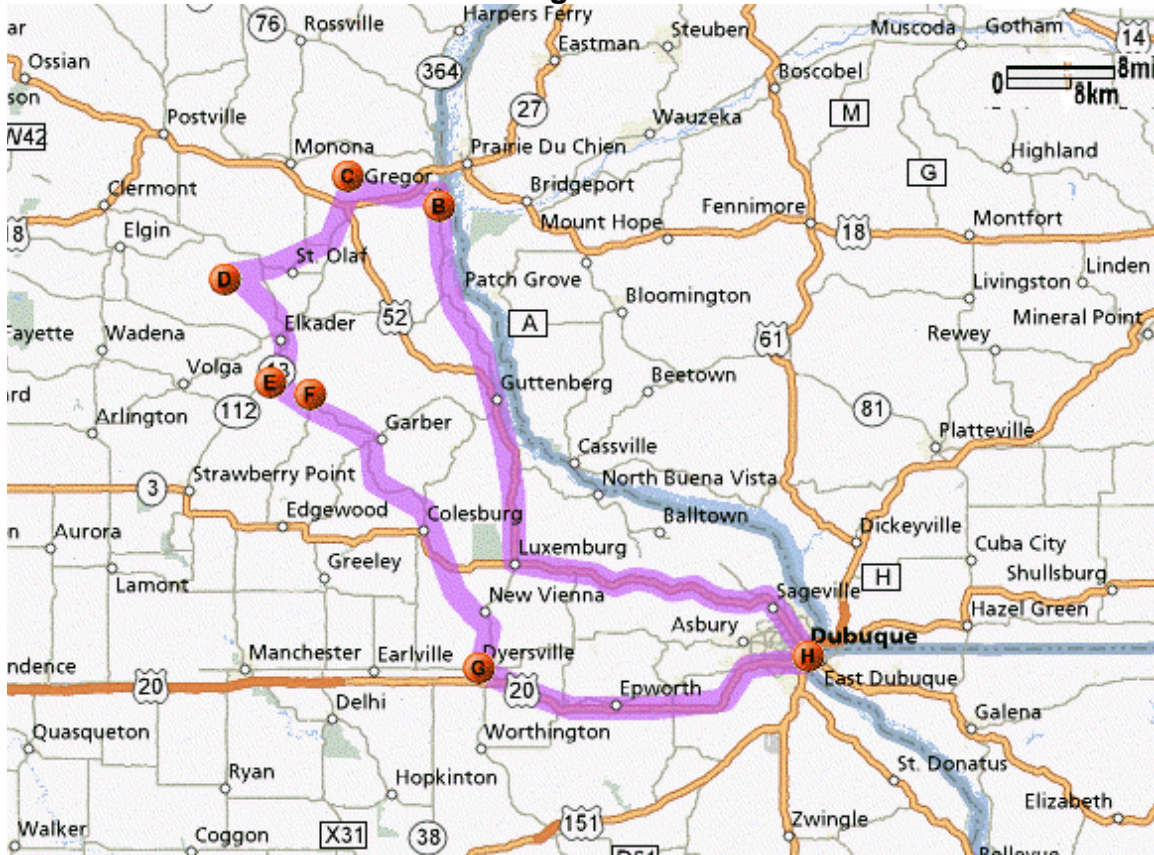 Harpers Ferry
76
Rossville
Steuben
Muscoda
Gotham
14
ar
Eastman
Ossian
364
Boscobel
0
8mi
8km
son
27
M
Postville
Wauzeka
W42
Monona
Prairie Du Chien
Highland
C
Gregor
G
Clermont
Bridgeport
B
Fennimore
Mount Hope
Montfort
18
Elgin
18
St. Olaf
D
Patch Grove
Linden
Livingston
Bloomington
52
A
Mineral Point
Fayette
Wadena
Elkader
61
Rewey
13
Volga
E
Guttenberg
Beetown
ard
F
112
81
Arlington
Garber
Platteville
Cassville
Strawberry Point
North Buena Vista
3
Edgewood
Colesburg
Balltown
Dickeyville
n
Aurora
Luxemburg
Cuba City
Greeley
H
Shullsburg
Lamont
New Vienna
Sageville
Hazel Green
Asbury
Dubuque
ndence
Manchester
Earlville
Dyersville
H
G
20
20
Epworth
East Dubuque
Delhi
Galena
Quasqueton
Worthington
Ryan
Hopkinton
St. Donatus
Elizabeth
Walker
Coggon
X31
38
151
Zwingle
Bellevue